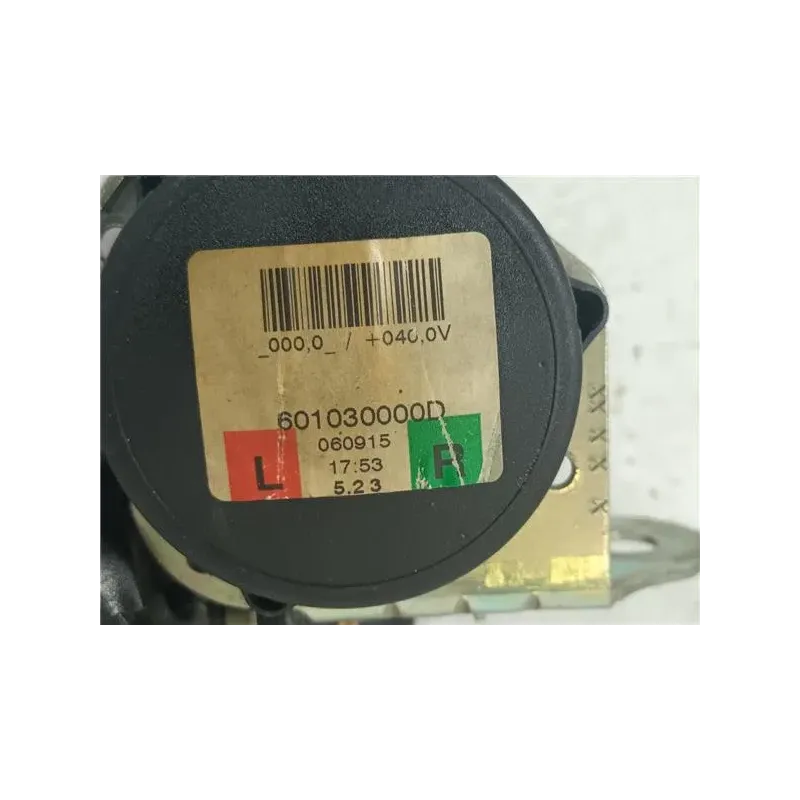 _000,0_ / +040,0V
601030000D
060915
L R
17:53
5.23
X X X X X